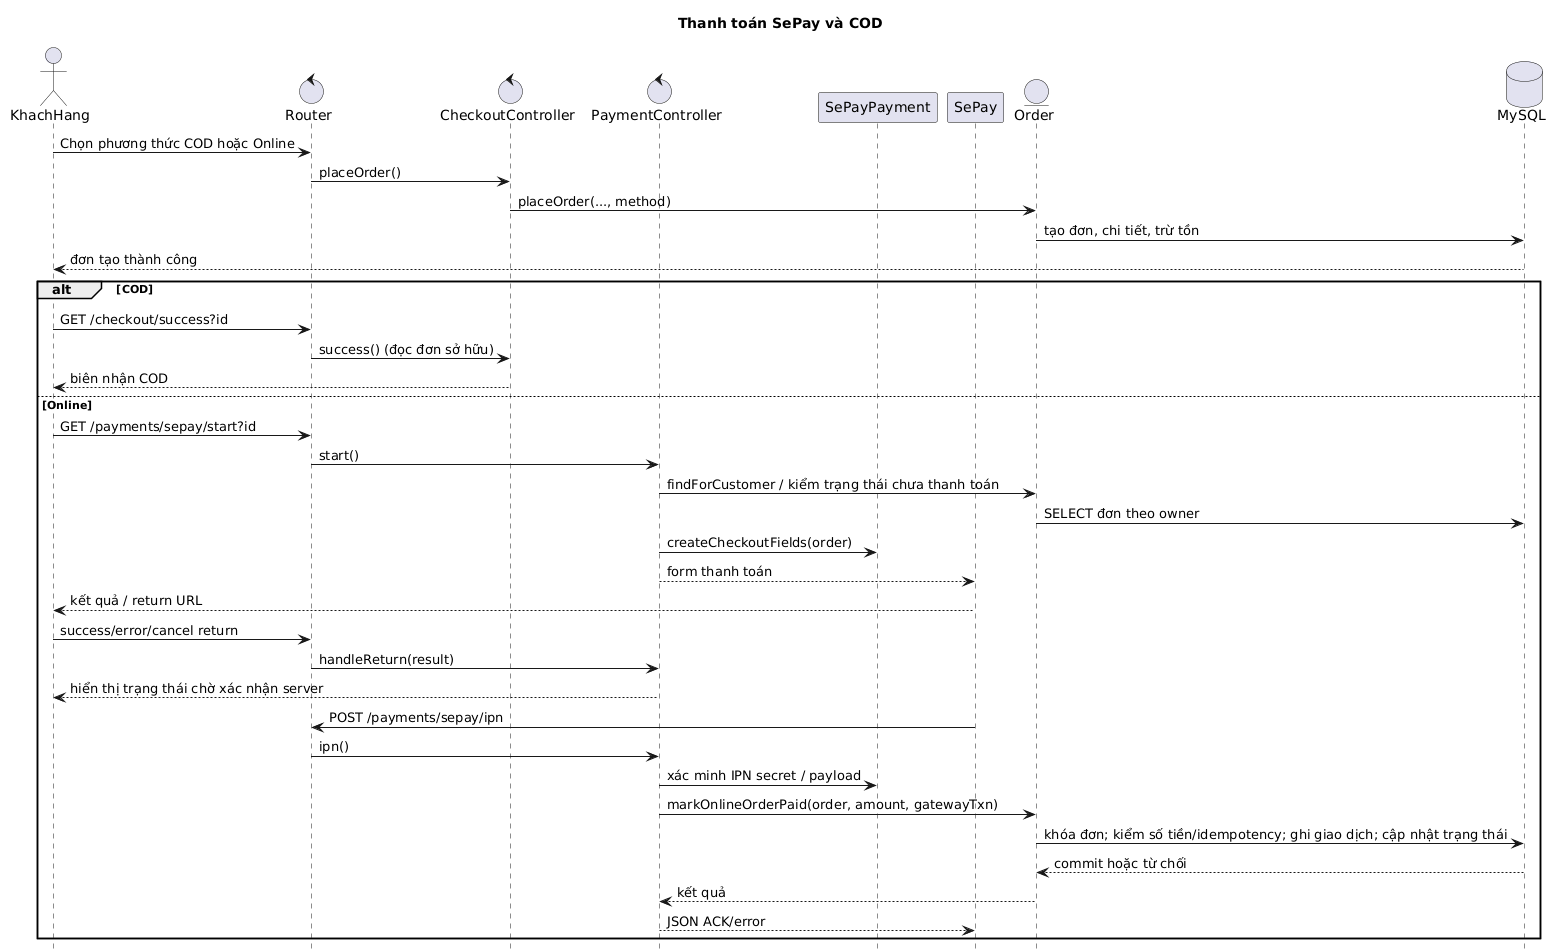 Thanh toán SePay và COD
KhachHang
Router
CheckoutController
PaymentController
SePayPayment
SePay
Order
MySQL
Chọn phương thức COD hoặc Online
placeOrder()
placeOrder(..., method)
tạo đơn, chi tiết, trừ tồn
đơn tạo thành công
alt [COD]
GET /checkout/success?id
success() (đọc đơn sở hữu)
biên nhận COD
[Online]
GET /payments/sepay/start?id
start()
findForCustomer / kiểm trạng thái chưa thanh toán
SELECT đơn theo owner
createCheckoutFields(order)
form thanh toán
kết quả / return URL
success/error/cancel return
handleReturn(result)
hiển thị trạng thái chờ xác nhận server
POST /payments/sepay/ipn
ipn()
xác minh IPN secret / payload
markOnlineOrderPaid(order, amount, gatewayTxn)
khóa đơn; kiểm số tiền/idempotency; ghi giao dịch; cập nhật trạng thái
commit hoặc từ chối
kết quả
JSON ACK/error